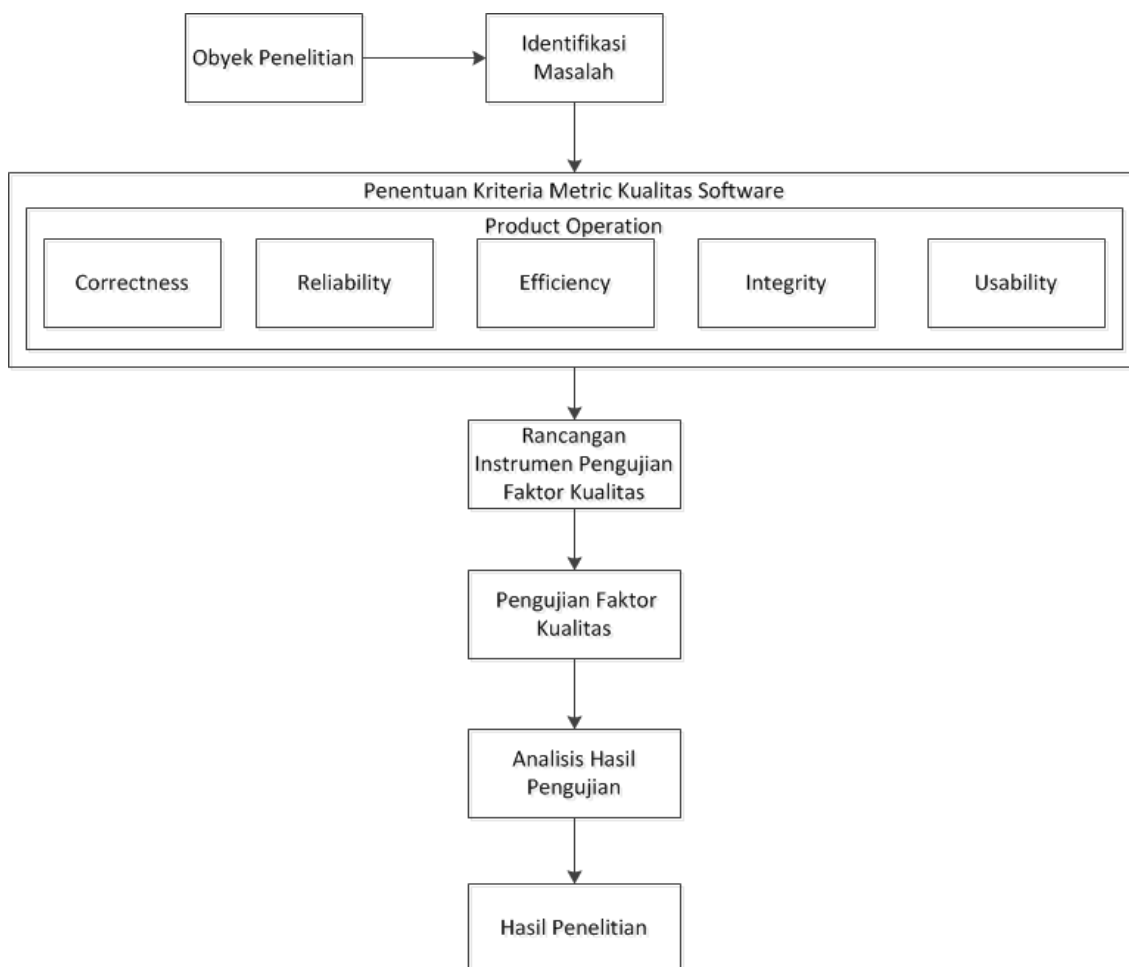 Obyek Penelitian
Identifikasi
Masalah
Penentuan Kriteria Metric Kualitas Software
Product Operation
Correctness
Reliability
Efficiency
Integrity
Usability
Rancangan
Instrumen Pengujian
Faktor Kualitas
Pengujian Faktor
Kualitas
Analisis Hasil
Pengujian
Hasil Penelitian